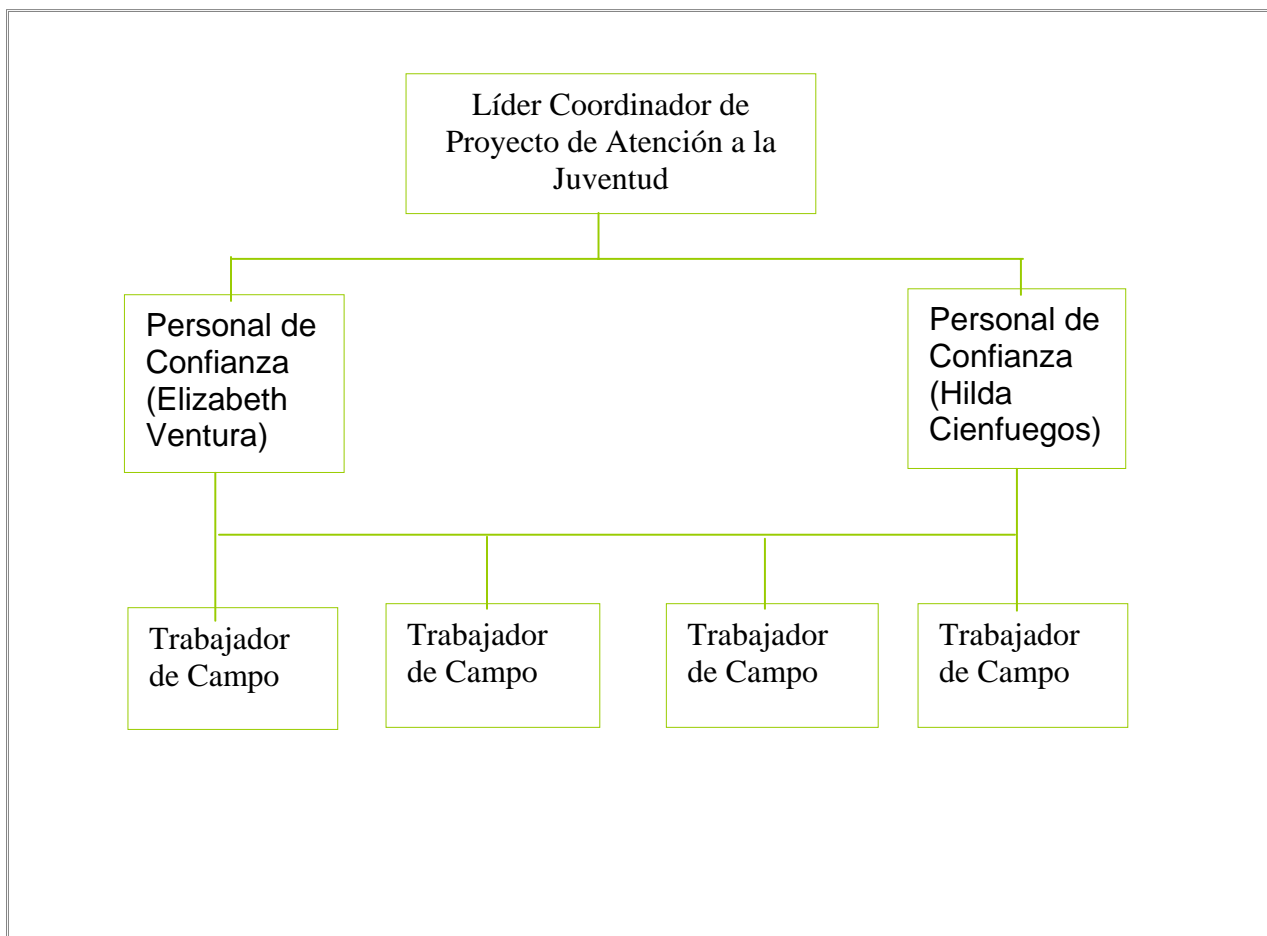 Líder Coordinador de
Proyecto de Atención a la
Juventud
Personal de
Confianza
(Elizabeth
Ventura)
Personal de
Confianza
(Hilda
Cienfuegos)
Trabajador
de Campo
Trabajador
de Campo
Trabajador
de Campo
Trabajador
de Campo